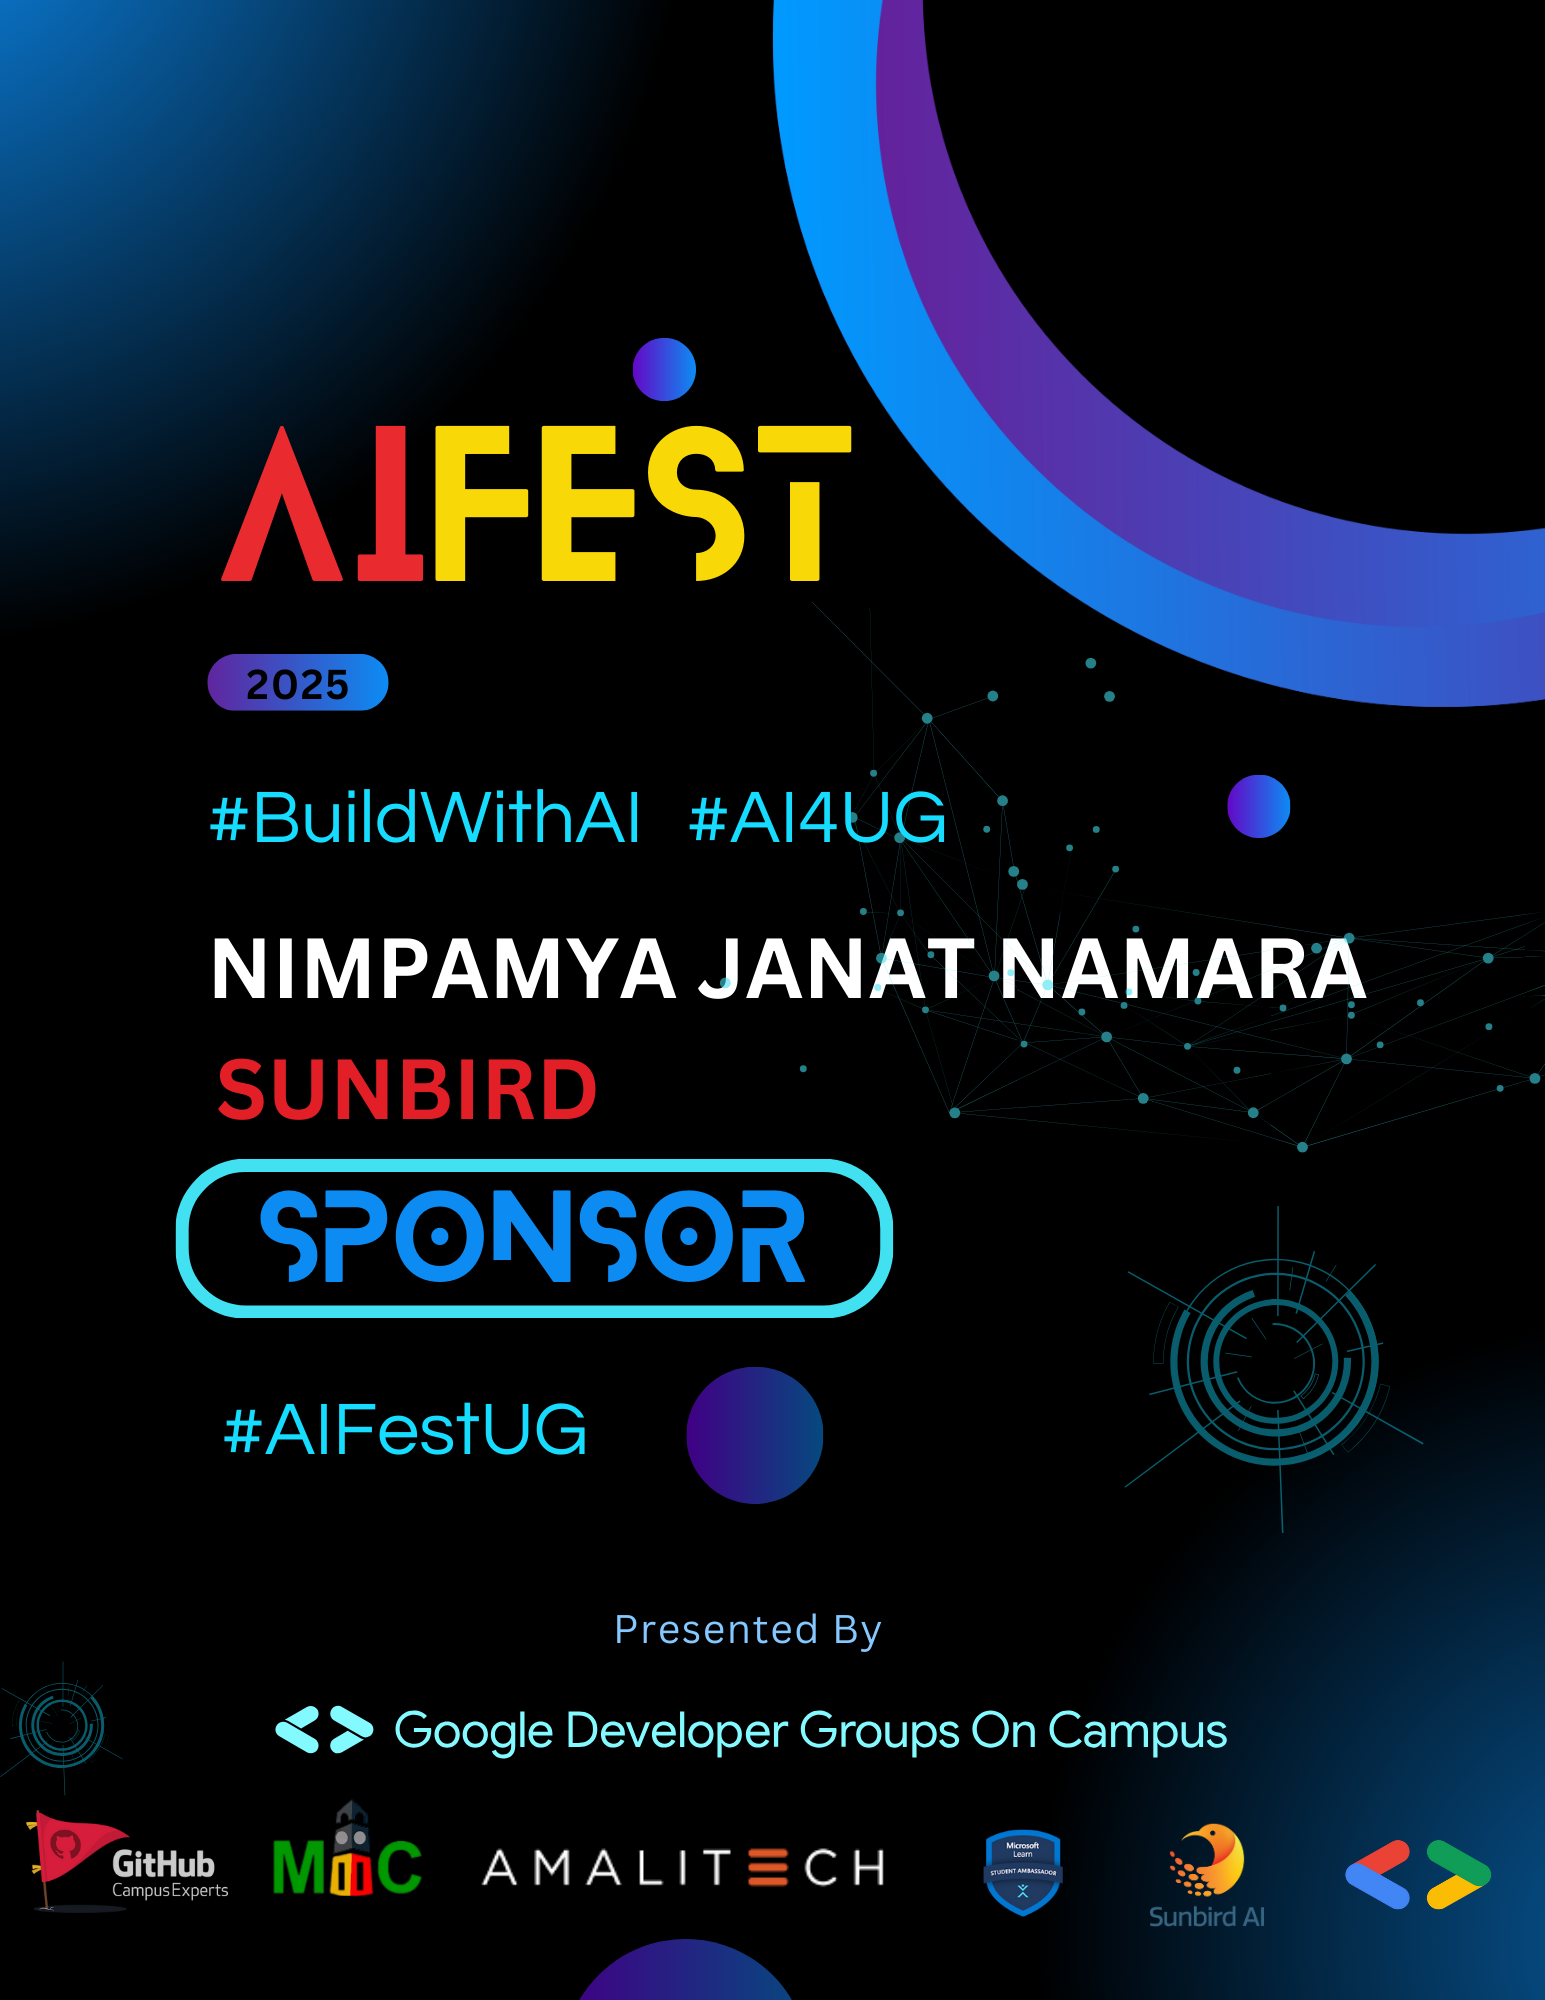 AIFEST
2025
#BuildWithAI #AI4UG
NIMPAMYA JANAT NAMARA
SUNBIRD
SPONSOR
#AIFestUG
Presented By
Google Developer Groups On Campus
GitHub
Campus Experts
MIIC
AMALITECH
Microsoft
Learn
STUDENT AMBASSADOR
Sunbird AI